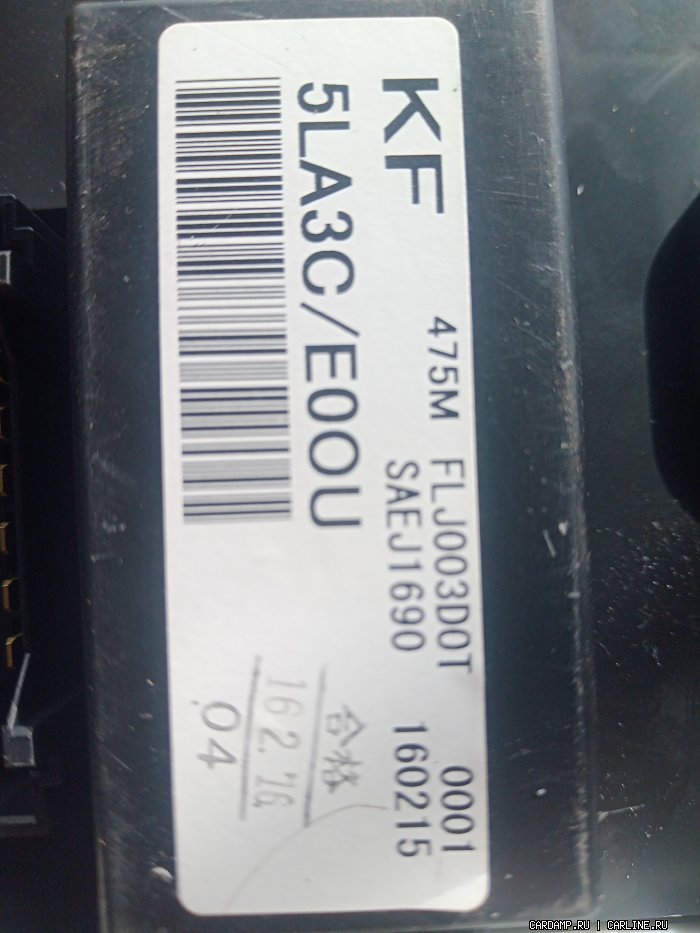 KF 475M FLJ003D0T 0001
SAEJ1690 160215
5LA3C/E00U
合格
16 2.16
04
CARDAMP.RU | CARLINE.RU